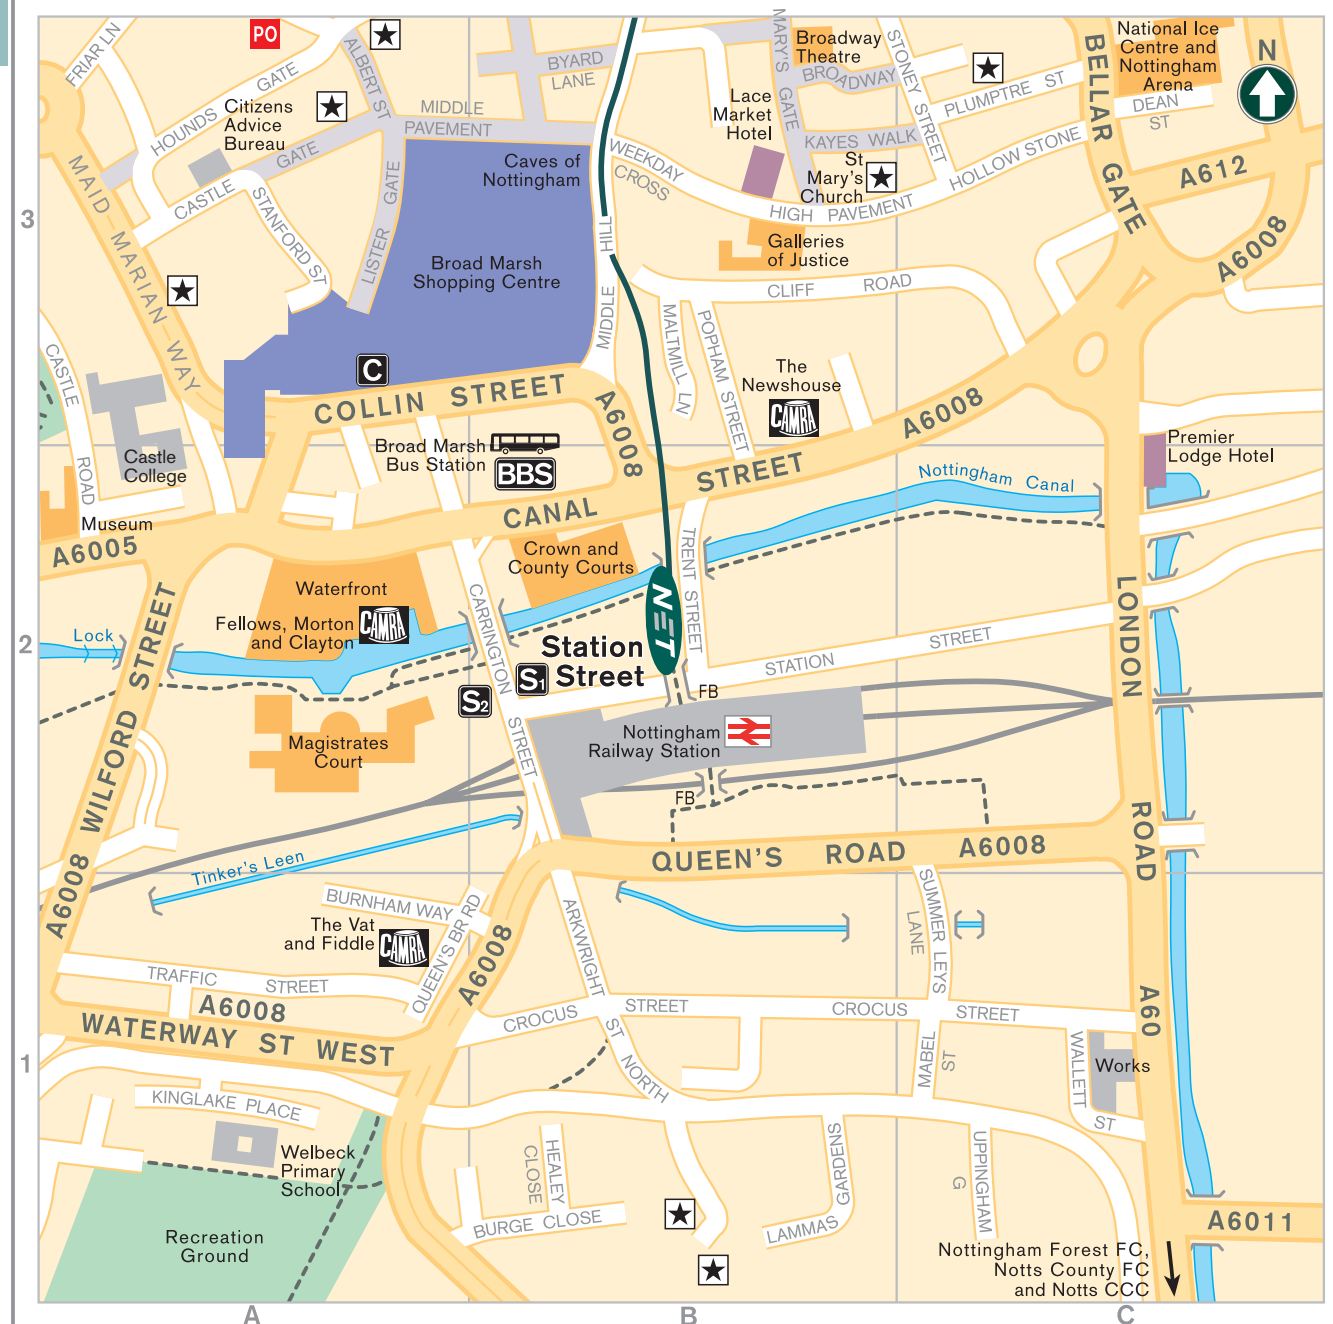 FRIAR LN
PO
HOUNDS GATE
ALBERT ST
Citizens
Advice
Bureau
CASTLE
GATE
MIDDLE
PAVEMENT
BYARD
LANE
MARY'S GATE
Broadway
Theatre
BROADWAY
STONEY STREET
PLUMPTRE ST
KAYES WALK
Lace
Market
Hotel
St
Mary's
Church
HOLLOW STONE
BELLAR GATE
National Ice
Centre and
Nottingham
Arena
DEAN
ST
N
A612
A6008
MAID MARIAN WAY
STANFORD ST
LISTER
GATE
Caves of
Nottingham
WEEKDAY
CROSS
HIGH PAVEMENT
Galleries
of Justice
Broad Marsh
Shopping Centre
MIDDLE
HILL
CLIFF ROAD
MALTMILL LN
POPHAM STREET
The
Newshouse
CAMRA
3
C
COLLIN STREET
A6008
A6008
CASTLE
ROAD
Castle
College
Museum
A6005
Broad Marsh
Bus Station
BBS
CANAL
STREET
Nottingham Canal
Premier
Lodge Hotel
Crown and
County Courts
TRENT STREET
Waterfront
Fellows, Morton
and Clayton
CAMRA
CARRINGTON
STREET
NET
Station
Street
S1
S2
2
Lock
WILFORD STREET
A6008
STATION
STREET
LONDON
ROAD
FB
Nottingham
Railway Station
FB
Magistrates
Court
Tinker's Leen
QUEEN'S ROAD A6008
BURNHAM WAY
The Vat
and Fiddle
CAMRA
QUEEN'S BR RD
A6008
ARKWRIGHT
ST NORTH
SUMMER LEYS
LANE
TRAFFIC STREET
A6008
WATERWAY ST WEST
CROCUS
STREET
CROCUS
STREET
A60
1
MABEL
ST
WALLETT
ST
Works
KINGLAKE PLACE
Welbeck
Primary
School
Recreation
Ground
HEALEY
CLOSE
BURGE CLOSE
LAMMAS
GARDENS
UPPINGHAM
G
A6011
Nottingham Forest FC,
Notts County FC
and Notts CCC
A
B
C